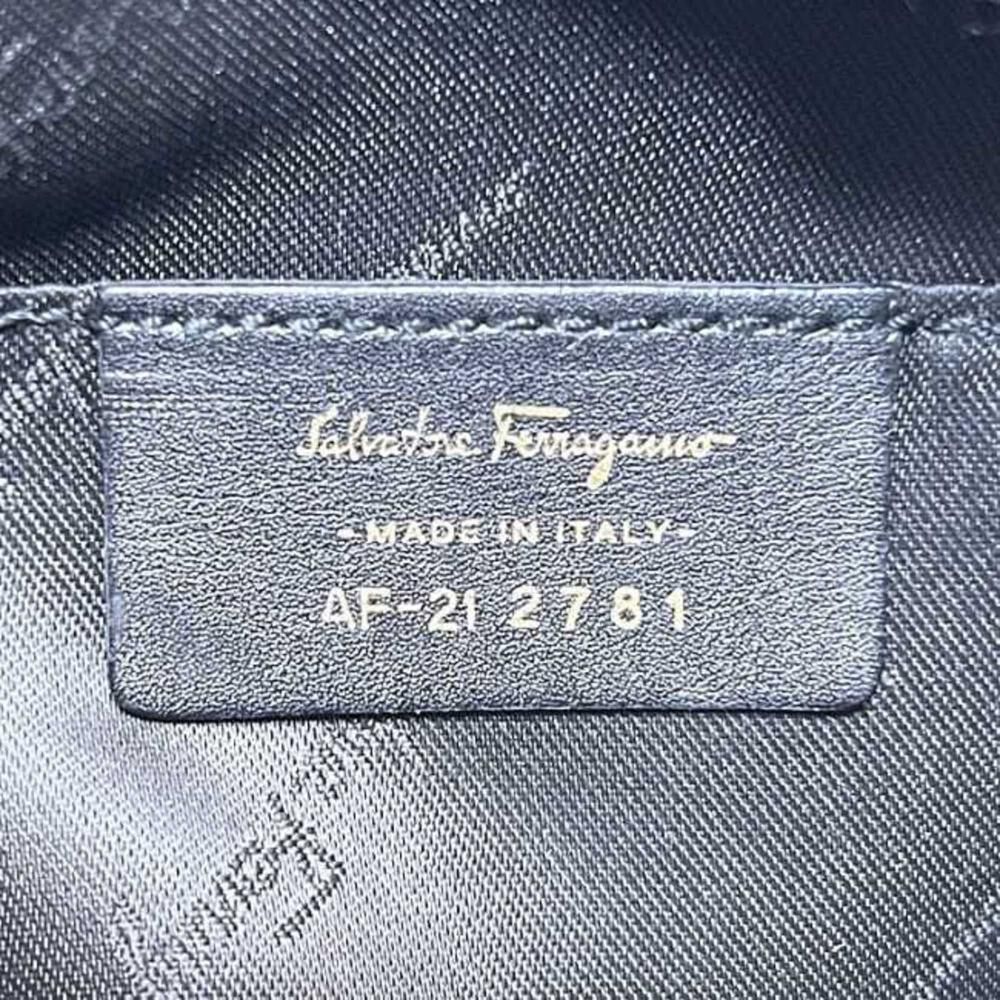 Salvatore Ferragamo
-MADE IN ITALY-
AF-21 2781